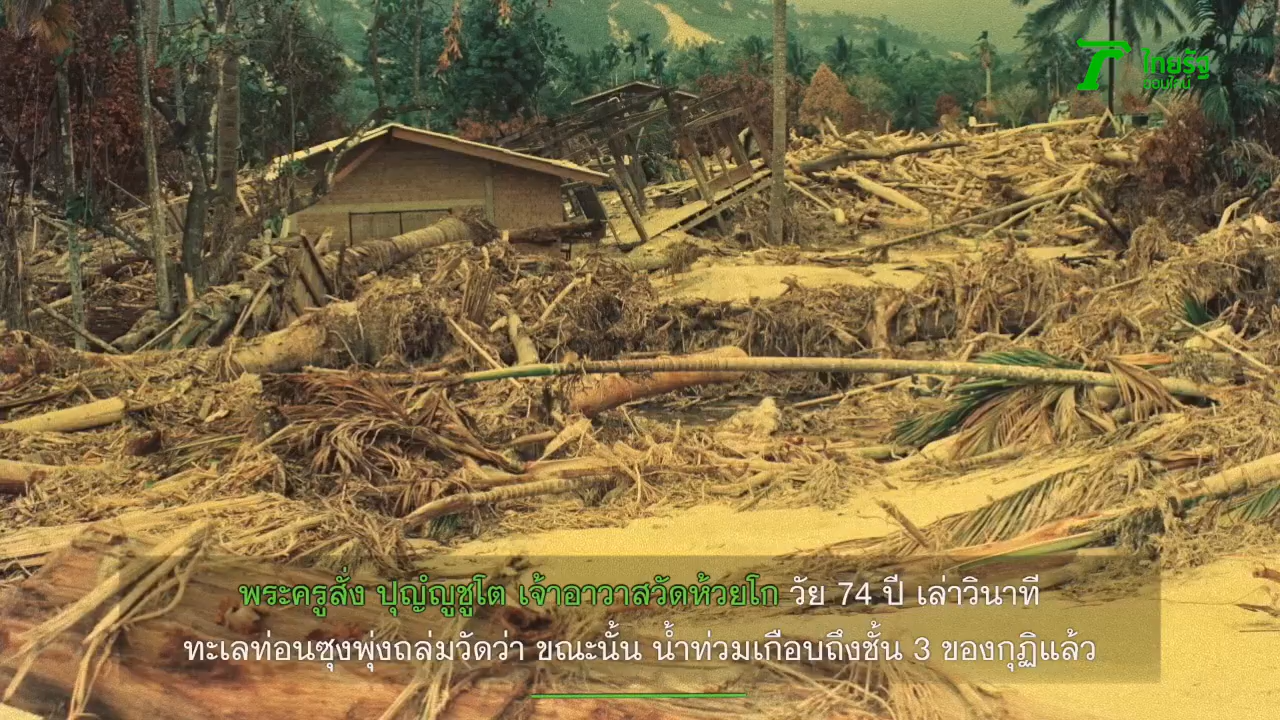 ไทยรัฐ
ออนไลน์
พระครูสั่ง ปุญฺญชูโต เจ้าอาวาสวัดห้วยโก วัย 74 ปี เล่าวินาที
ทะเลท่อนซุงพุ่งถล่มวัดว่า ขณะนั้น น้ำท่วมเกือบถึงชั้น 3 ของกุฏิแล้ว